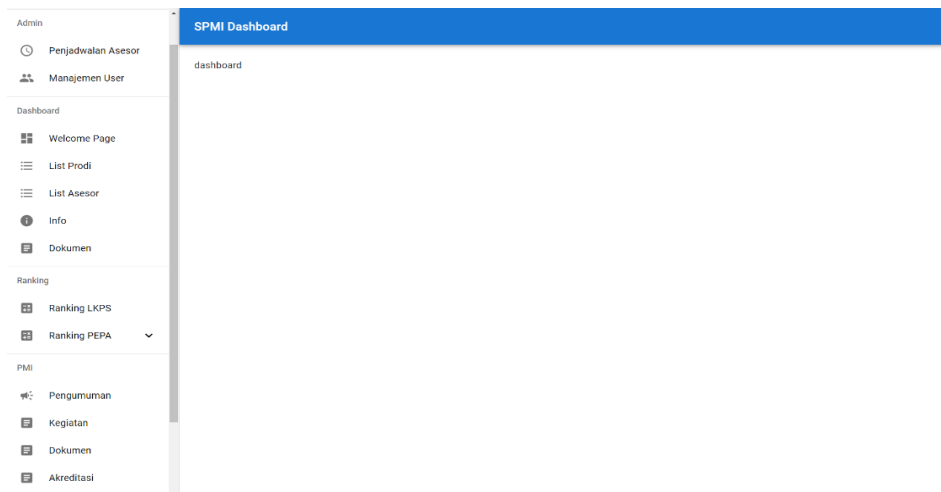 Admin
Penjadwalan Asesor
Manajemen User
Dashboard
Welcome Page
List Prodi
List Asesor
Info
Dokumen
Ranking
Ranking LKPS
Ranking PEPA
PMI
Pengumuman
Kegiatan
Dokumen
Akreditasi
SPMI Dashboard
dashboard